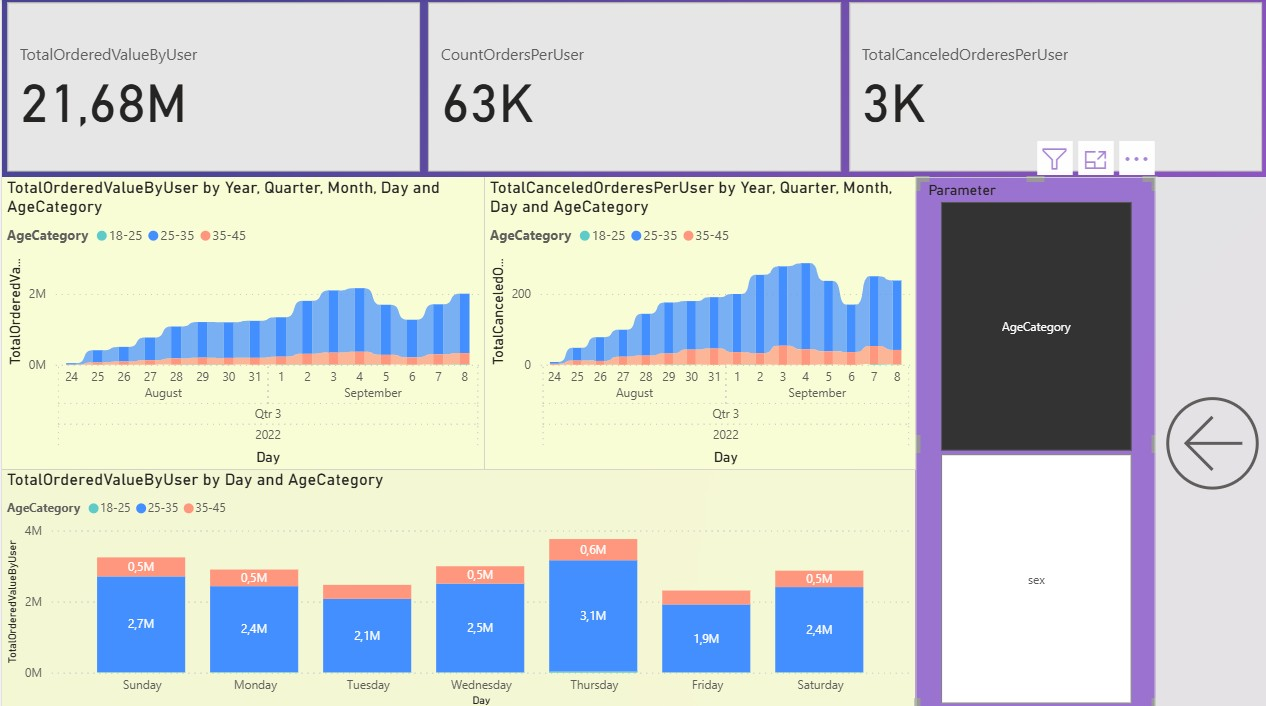 TotalOrderedValueByUser
21,68M
CountOrdersPerUser
63K
TotalCanceledOrderesPerUser
3K
TotalOrderedValueByUser by Year, Quarter, Month, Day and
AgeCategory
AgeCategory 18-25 25-35 35-45
TotalOrderedVa...
2M
0M
24 25 26 27 28 29 30 31 1 2 3 4 5 6 7 8
August September
Qtr 3
2022
Day
TotalCanceledOrderesPerUser by Year, Quarter, Month,
Day and AgeCategory
AgeCategory 18-25 25-35 35-45
TotalCanceledO...
200
0
24 25 26 27 28 29 30 31 1 2 3 4 5 6 7 8
August September
Qtr 3
2022
Day
Parameter
AgeCategory
sex
TotalOrderedValueByUser by Day and AgeCategory
AgeCategory 18-25 25-35 35-45
TotalOrderedValueByUser
4M
2M
0M
0,5M 0,5M 0,5M 0,6M 0,5M
2,7M 2,4M 2,1M 2,5M 3,1M 1,9M 2,4M
Sunday Monday Tuesday Wednesday Thursday Friday Saturday
Day